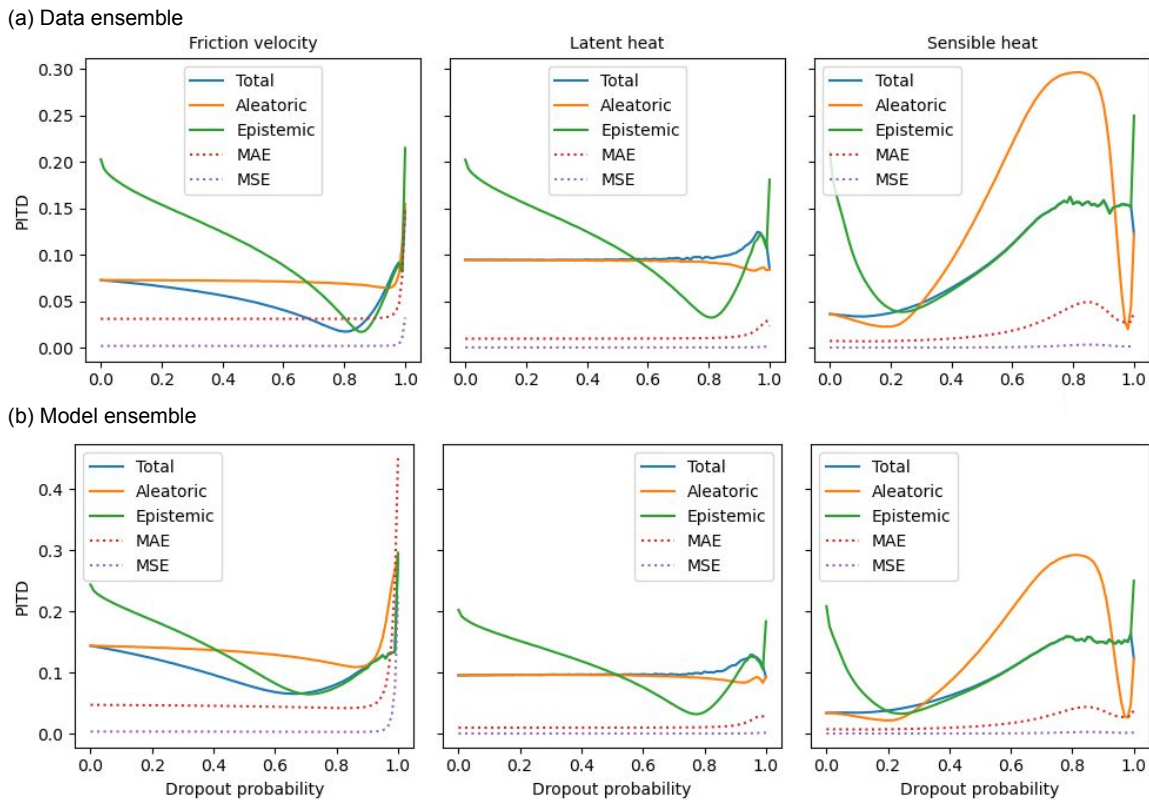 (a) Data ensemble
Friction velocity
Latent heat
Sensible heat
PITD
0.30
0.25
0.20
0.15
0.10
0.05
0.00
Total
Aleatoric
Epistemic
MAE
MSE
0.0 0.2 0.4 0.6 0.8 1.0
Total
Aleatoric
Epistemic
MAE
MSE
0.0 0.2 0.4 0.6 0.8 1.0
Total
Aleatoric
Epistemic
MAE
MSE
0.0 0.2 0.4 0.6 0.8 1.0
(b) Model ensemble
PITD
0.4
0.3
0.2
0.1
0.0
Total
Aleatoric
Epistemic
MAE
MSE
0.0 0.2 0.4 0.6 0.8 1.0
Dropout probability
Total
Aleatoric
Epistemic
MAE
MSE
0.0 0.2 0.4 0.6 0.8 1.0
Dropout probability
Total
Aleatoric
Epistemic
MAE
MSE
0.0 0.2 0.4 0.6 0.8 1.0
Dropout probability